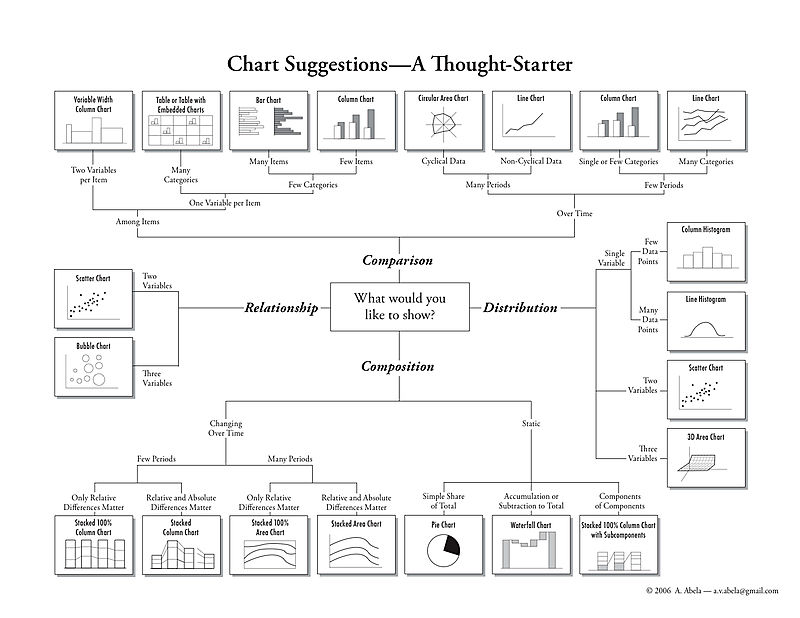 Chart Suggestions—A Thought-Starter
Variable Width
Column Chart
Table or Table with
Embedded Charts
Bar Chart
Column Chart
Circular Area Chart
Line Chart
Column Chart
Line Chart
Two Variables
per Item
Many
Categories
Many Items
Few Items
Cyclical Data
Non-Cyclical Data
Single or Few Categories
Many Categories
Few Categories
Many Periods
Few Periods
One Variable per Item
Among Items
Over Time
Comparison
Relationship
What would you
like to show?
Distribution
Composition
Scatter Chart
Two
Variables
Bubble Chart
Three
Variables
Single
Variable
Few
Data
Points
Column Histogram
Many
Data
Points
Line Histogram
Two
Variables
Scatter Chart
Three
Variables
3D Area Chart
Changing
Over Time
Static
Few Periods
Many Periods
Only Relative
Differences Matter
Relative and Absolute
Differences Matter
Only Relative
Differences Matter
Relative and Absolute
Differences Matter
Simple Share
of Total
Accumulation or
Subtraction to Total
Components
of Components
Stacked 100%
Column Chart
Stacked
Column Chart
Stacked 100%
Area Chart
Stacked Area Chart
Pie Chart
Waterfall Chart
Stacked 100% Column Chart
with Subcomponents
© 2006 A. Abela — a.v.abela@gmail.com